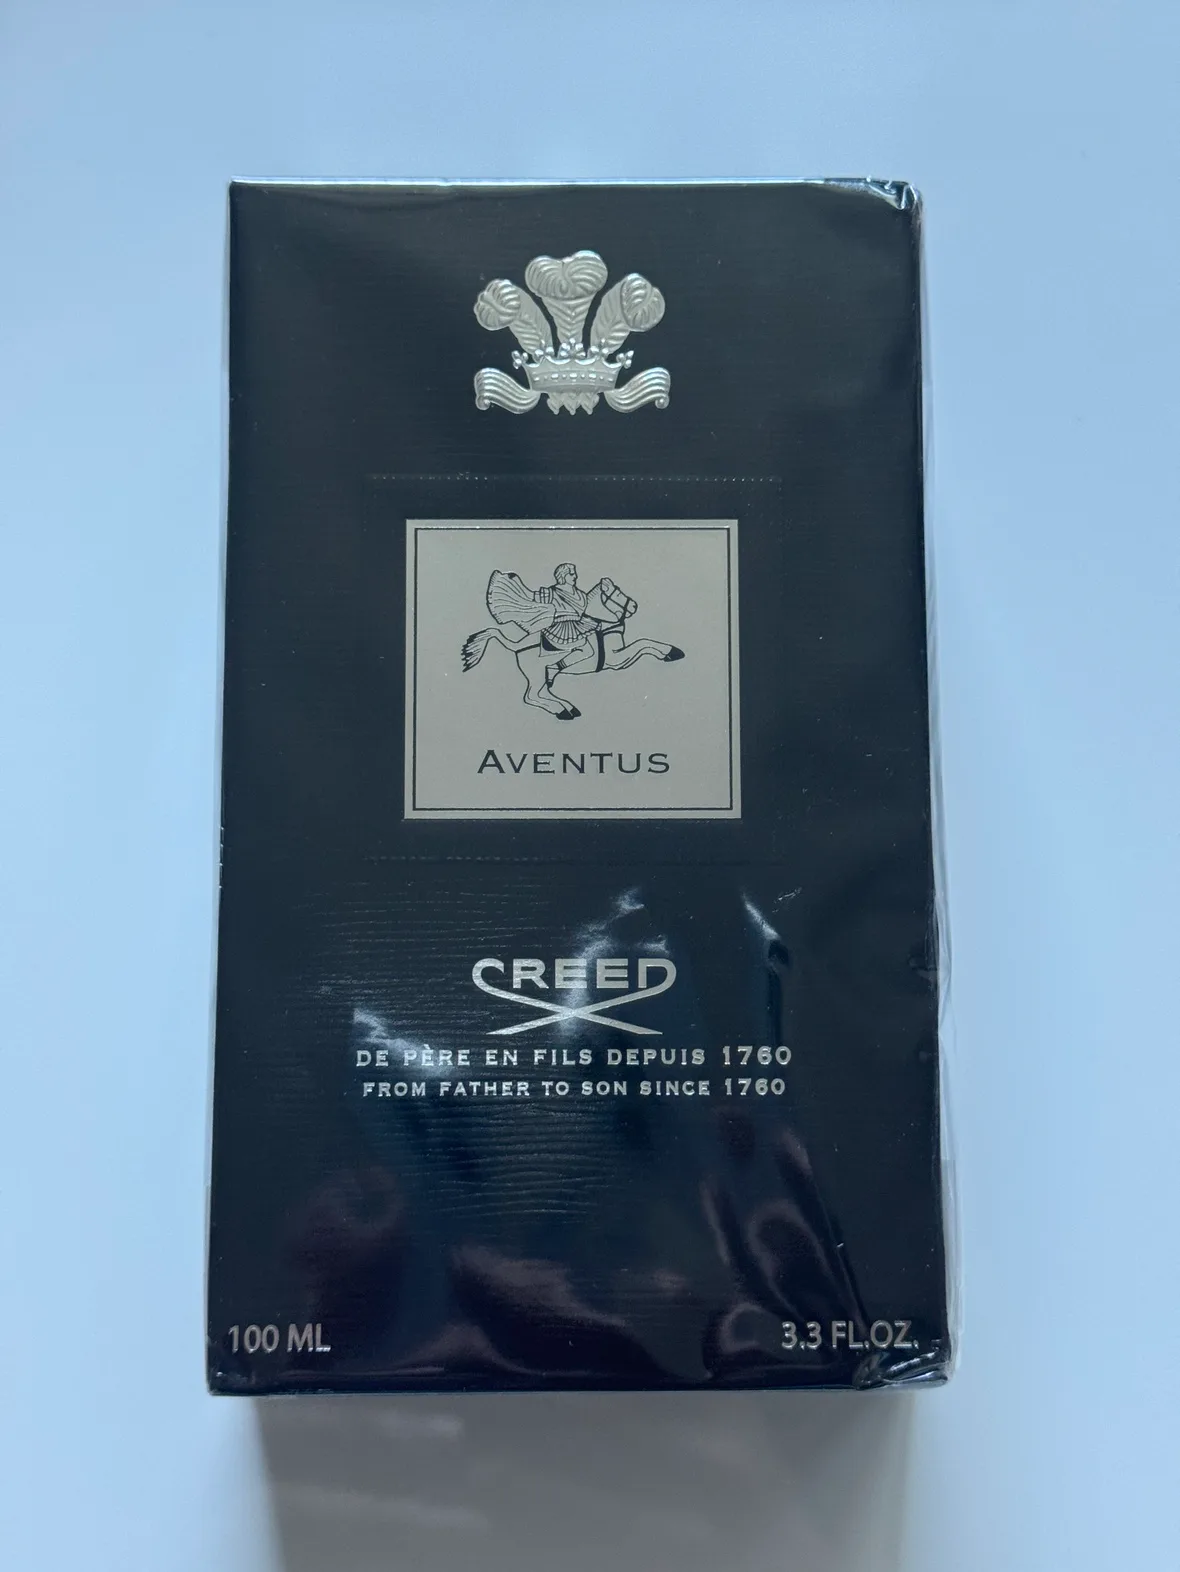 AVENTUS
CREED
DE PÈRE EN FILS DEPUIS 1760
FROM FATHER TO SON SINCE 1760
100 ML 3.3 FL.OZ.